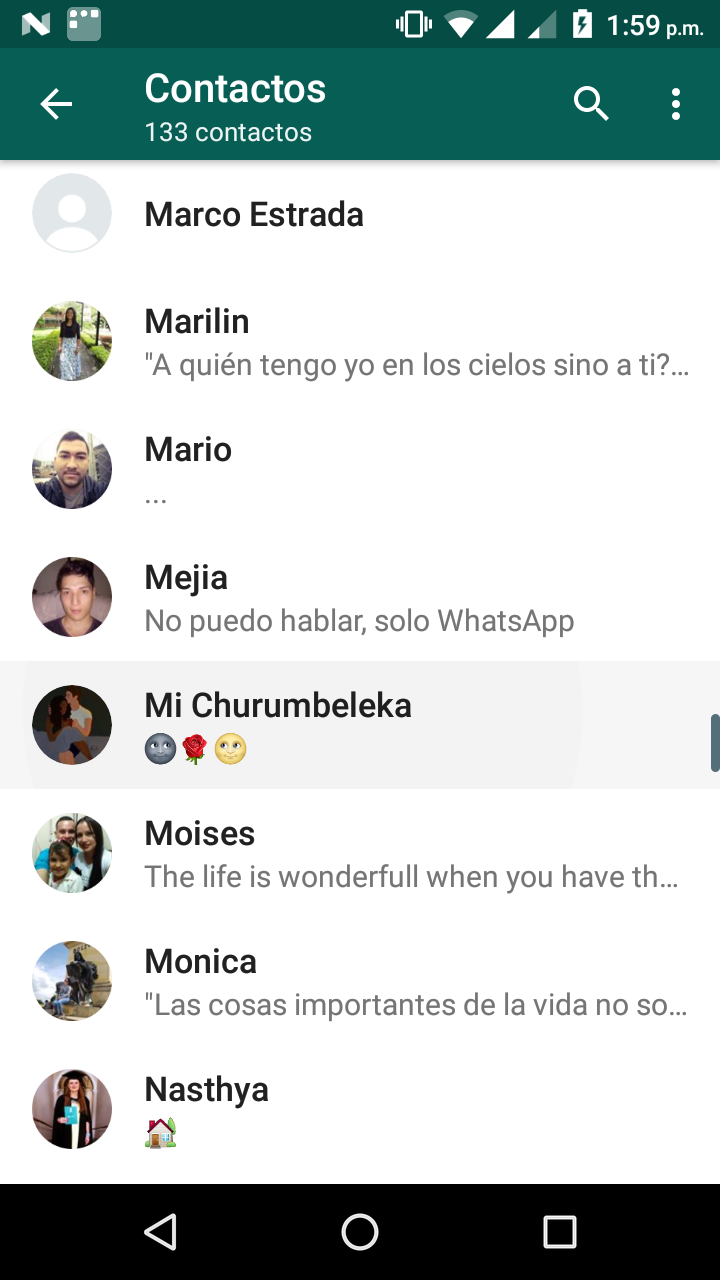 1:59 p.m.
Contactos
133 contactos
Marco Estrada
Marilin
"A quién tengo yo en los cielos sino a ti?...
Mario
...
Mejia
No puedo hablar, solo WhatsApp
Mi Churumbeleka
🌚🌹🌝
Moises
The life is wonderfull when you have th...
Monica
"Las cosas importantes de la vida no so...
Nasthya
🏡